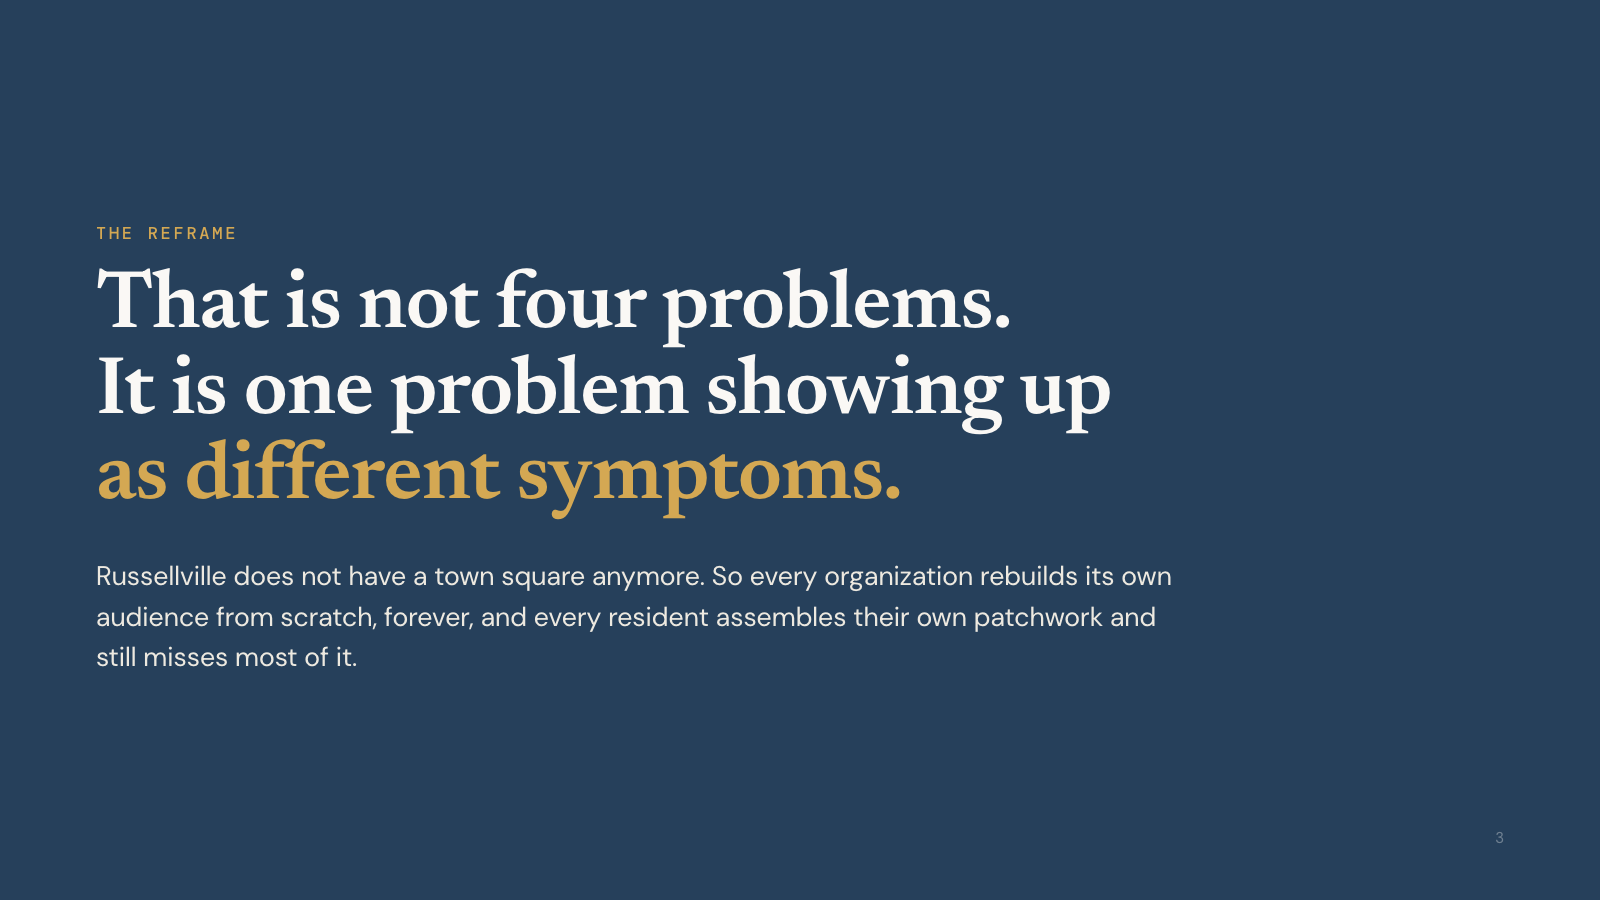 THE REFRAME
That is not four problems.
It is one problem showing up
as different symptoms.
Russellville does not have a town square anymore. So every organization rebuilds its own
audience from scratch, forever, and every resident assembles their own patchwork and
still misses most of it.
3